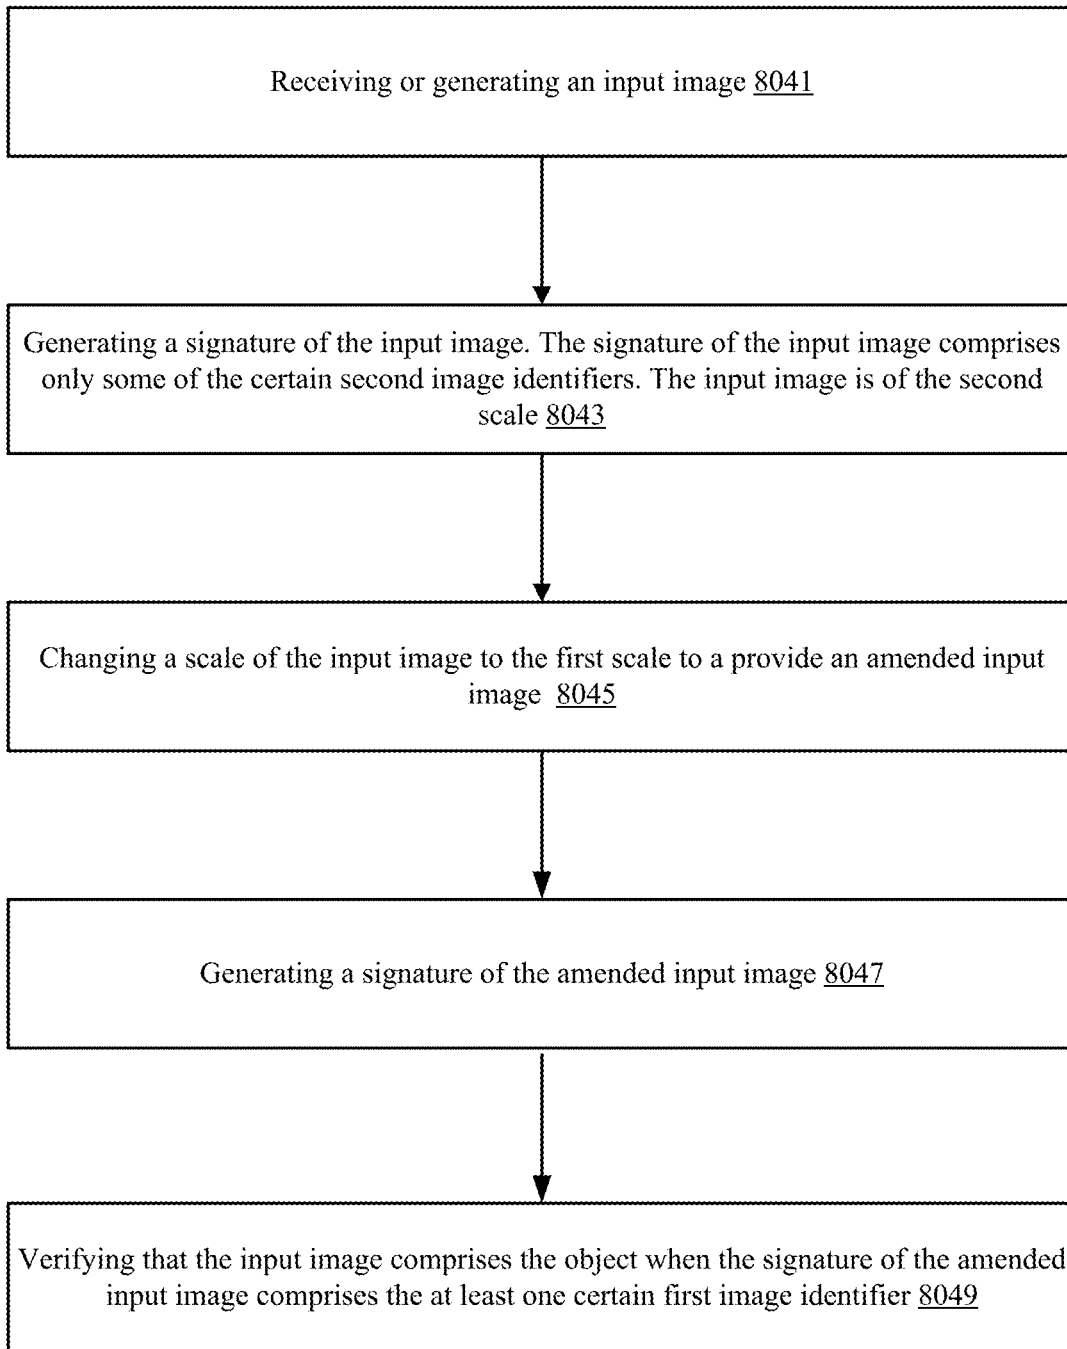 Receiving or generating an input image 8041
Generating a signature of the input image. The signature of the input image comprises
only some of the certain second image identifiers. The input image is of the second
scale 8043
Changing a scale of the input image to the first scale to a provide an amended input
image 8045
Generating a signature of the amended input image 8047
Verifying that the input image comprises the object when the signature of the amended
input image comprises the at least one certain first image identifier 8049